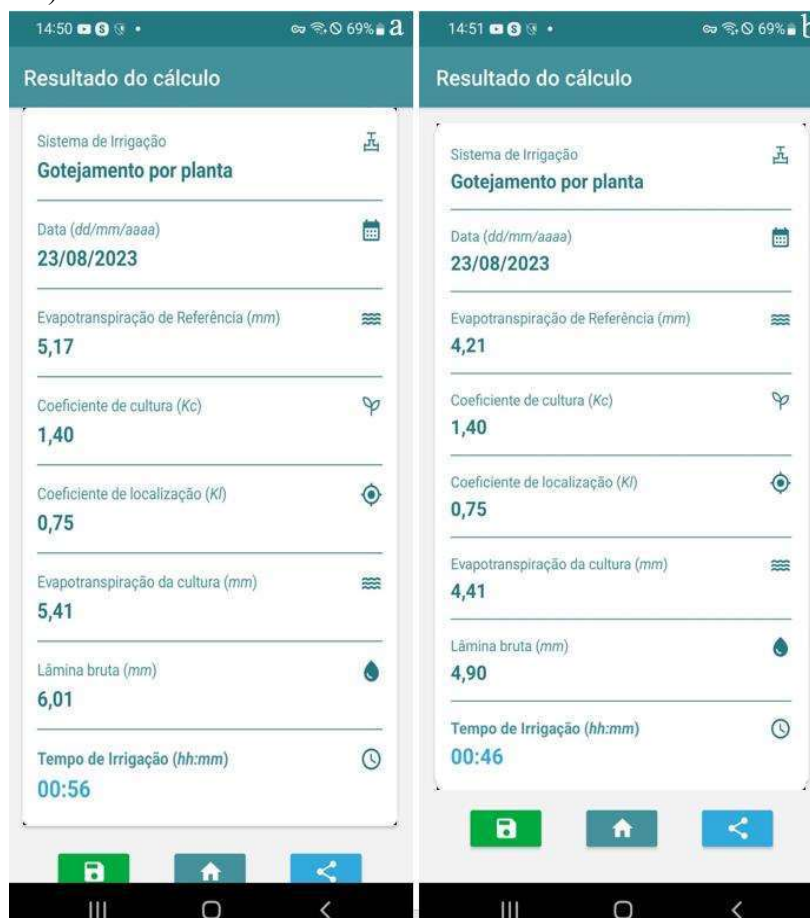 14:50 69% a
Resultado do cálculo
Sistema de Irrigação
Gotejamento por planta
Data (dd/mm/aaaa)
23/08/2023
Evapotranspiração de Referência (mm)
5,17
Coeficiente de cultura (Kc)
1,40
Coeficiente de localização (Kl)
0,75
Evapotranspiração da cultura (mm)
5,41
Lâmina bruta (mm)
6,01
Tempo de Irrigação (hh:mm)
00:56
14:51 69% b
Resultado do cálculo
Sistema de Irrigação
Gotejamento por planta
Data (dd/mm/aaaa)
23/08/2023
Evapotranspiração de Referência (mm)
4,21
Coeficiente de cultura (Kc)
1,40
Coeficiente de localização (Kl)
0,75
Evapotranspiração da cultura (mm)
4,41
Lâmina bruta (mm)
4,90
Tempo de Irrigação (hh:mm)
00:46